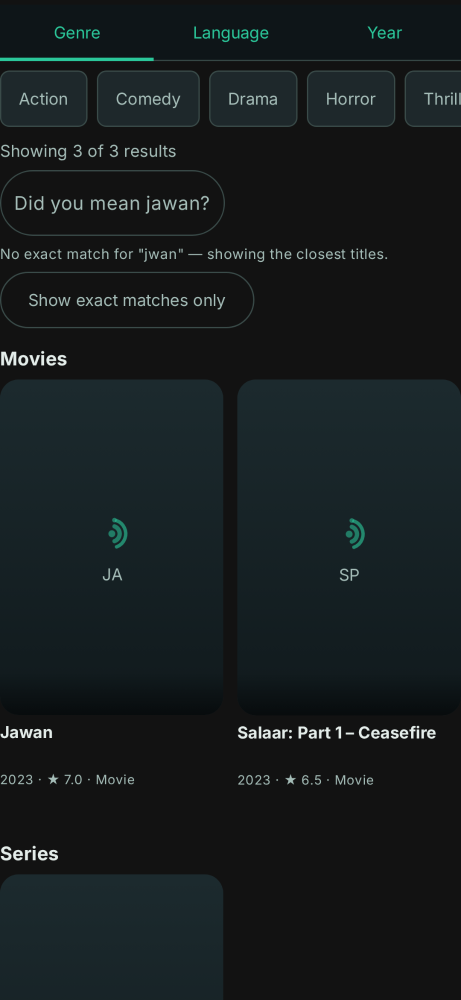 Genre Language Year
Action Comedy Drama Horror Thrill
Showing 3 of 3 results
Did you mean jawan?
No exact match for "jwan" — showing the closest titles.
Show exact matches only
Movies
JA SP
Jawan Salaar: Part 1 – Ceasefire
2023 · ★ 7.0 · Movie 2023 · ★ 6.5 · Movie
Series